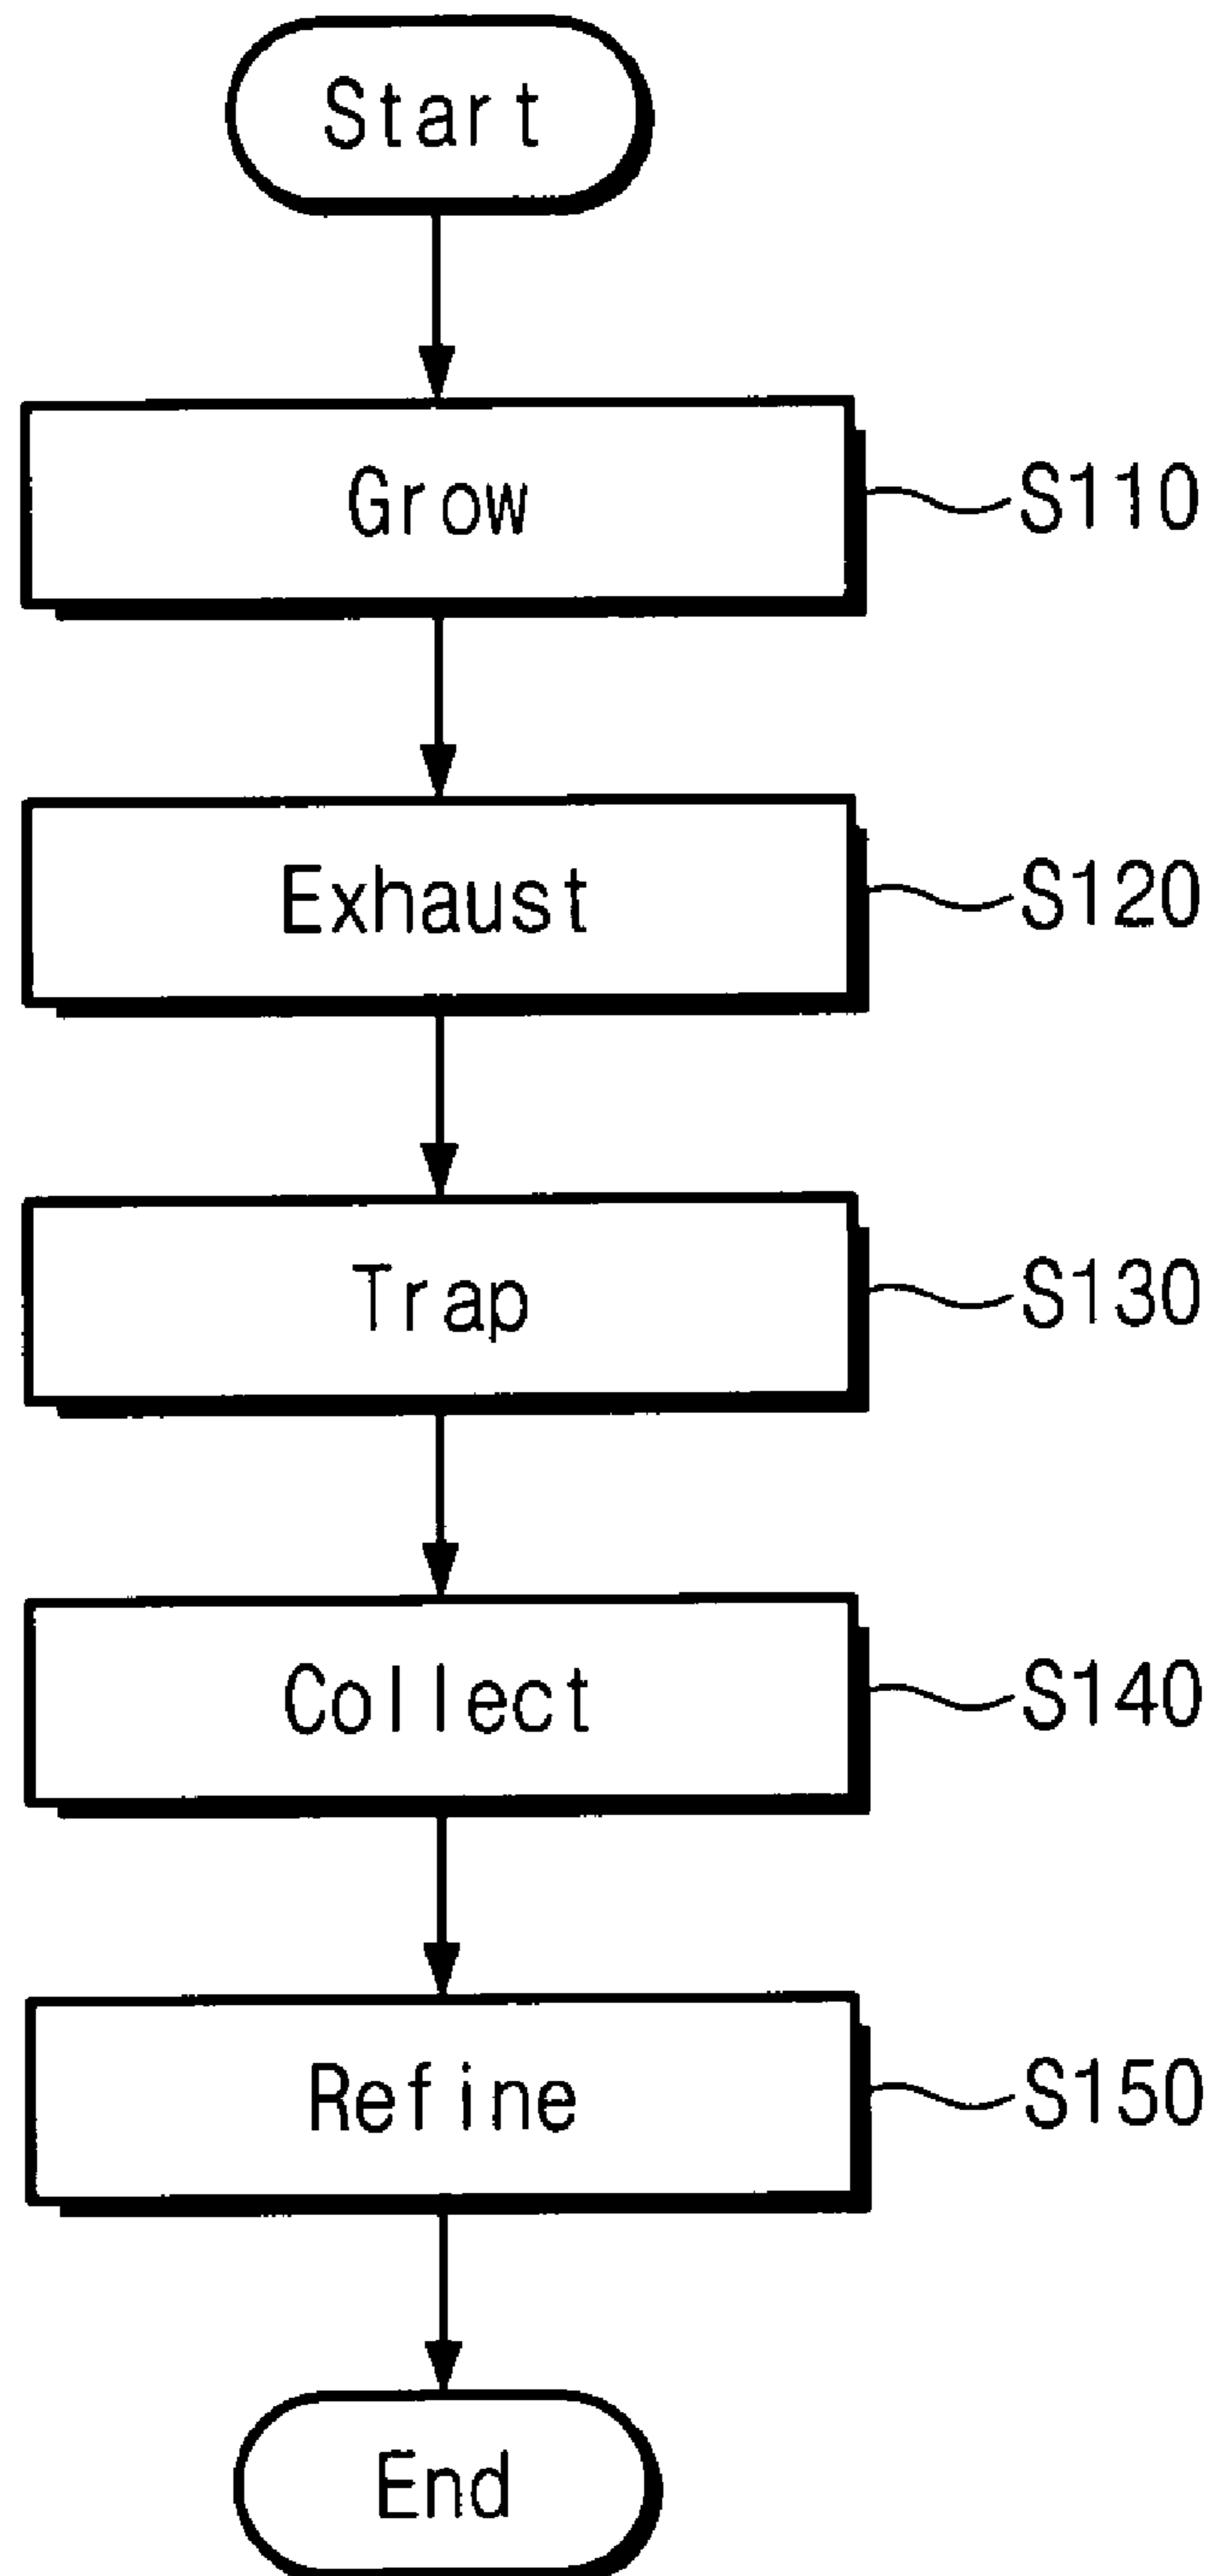 Start
Grow
S110
Exhaust
S120
Trap
S130
Collect
S140
Refine
S150
End